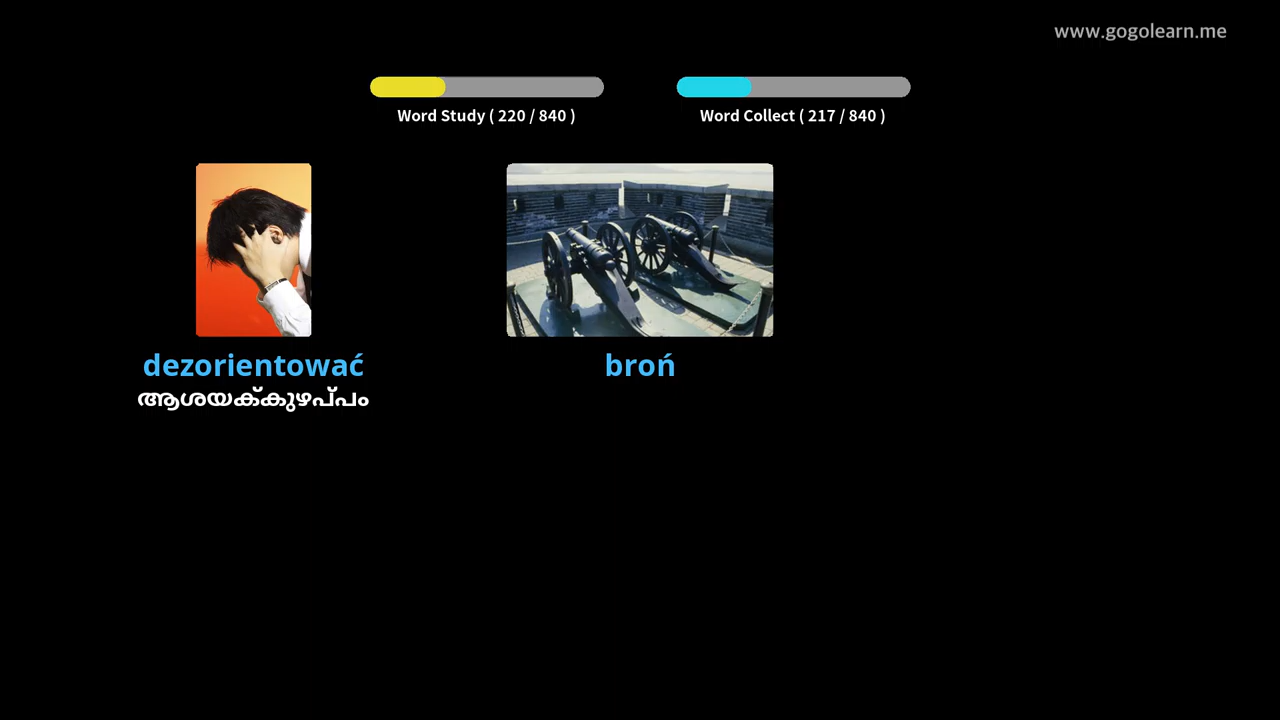 www.gogolearn.me
Word Study ( 220 / 840 )
Word Collect ( 217 / 840 )
dezorientować
ആശയക്കുഴപ്പം
broń